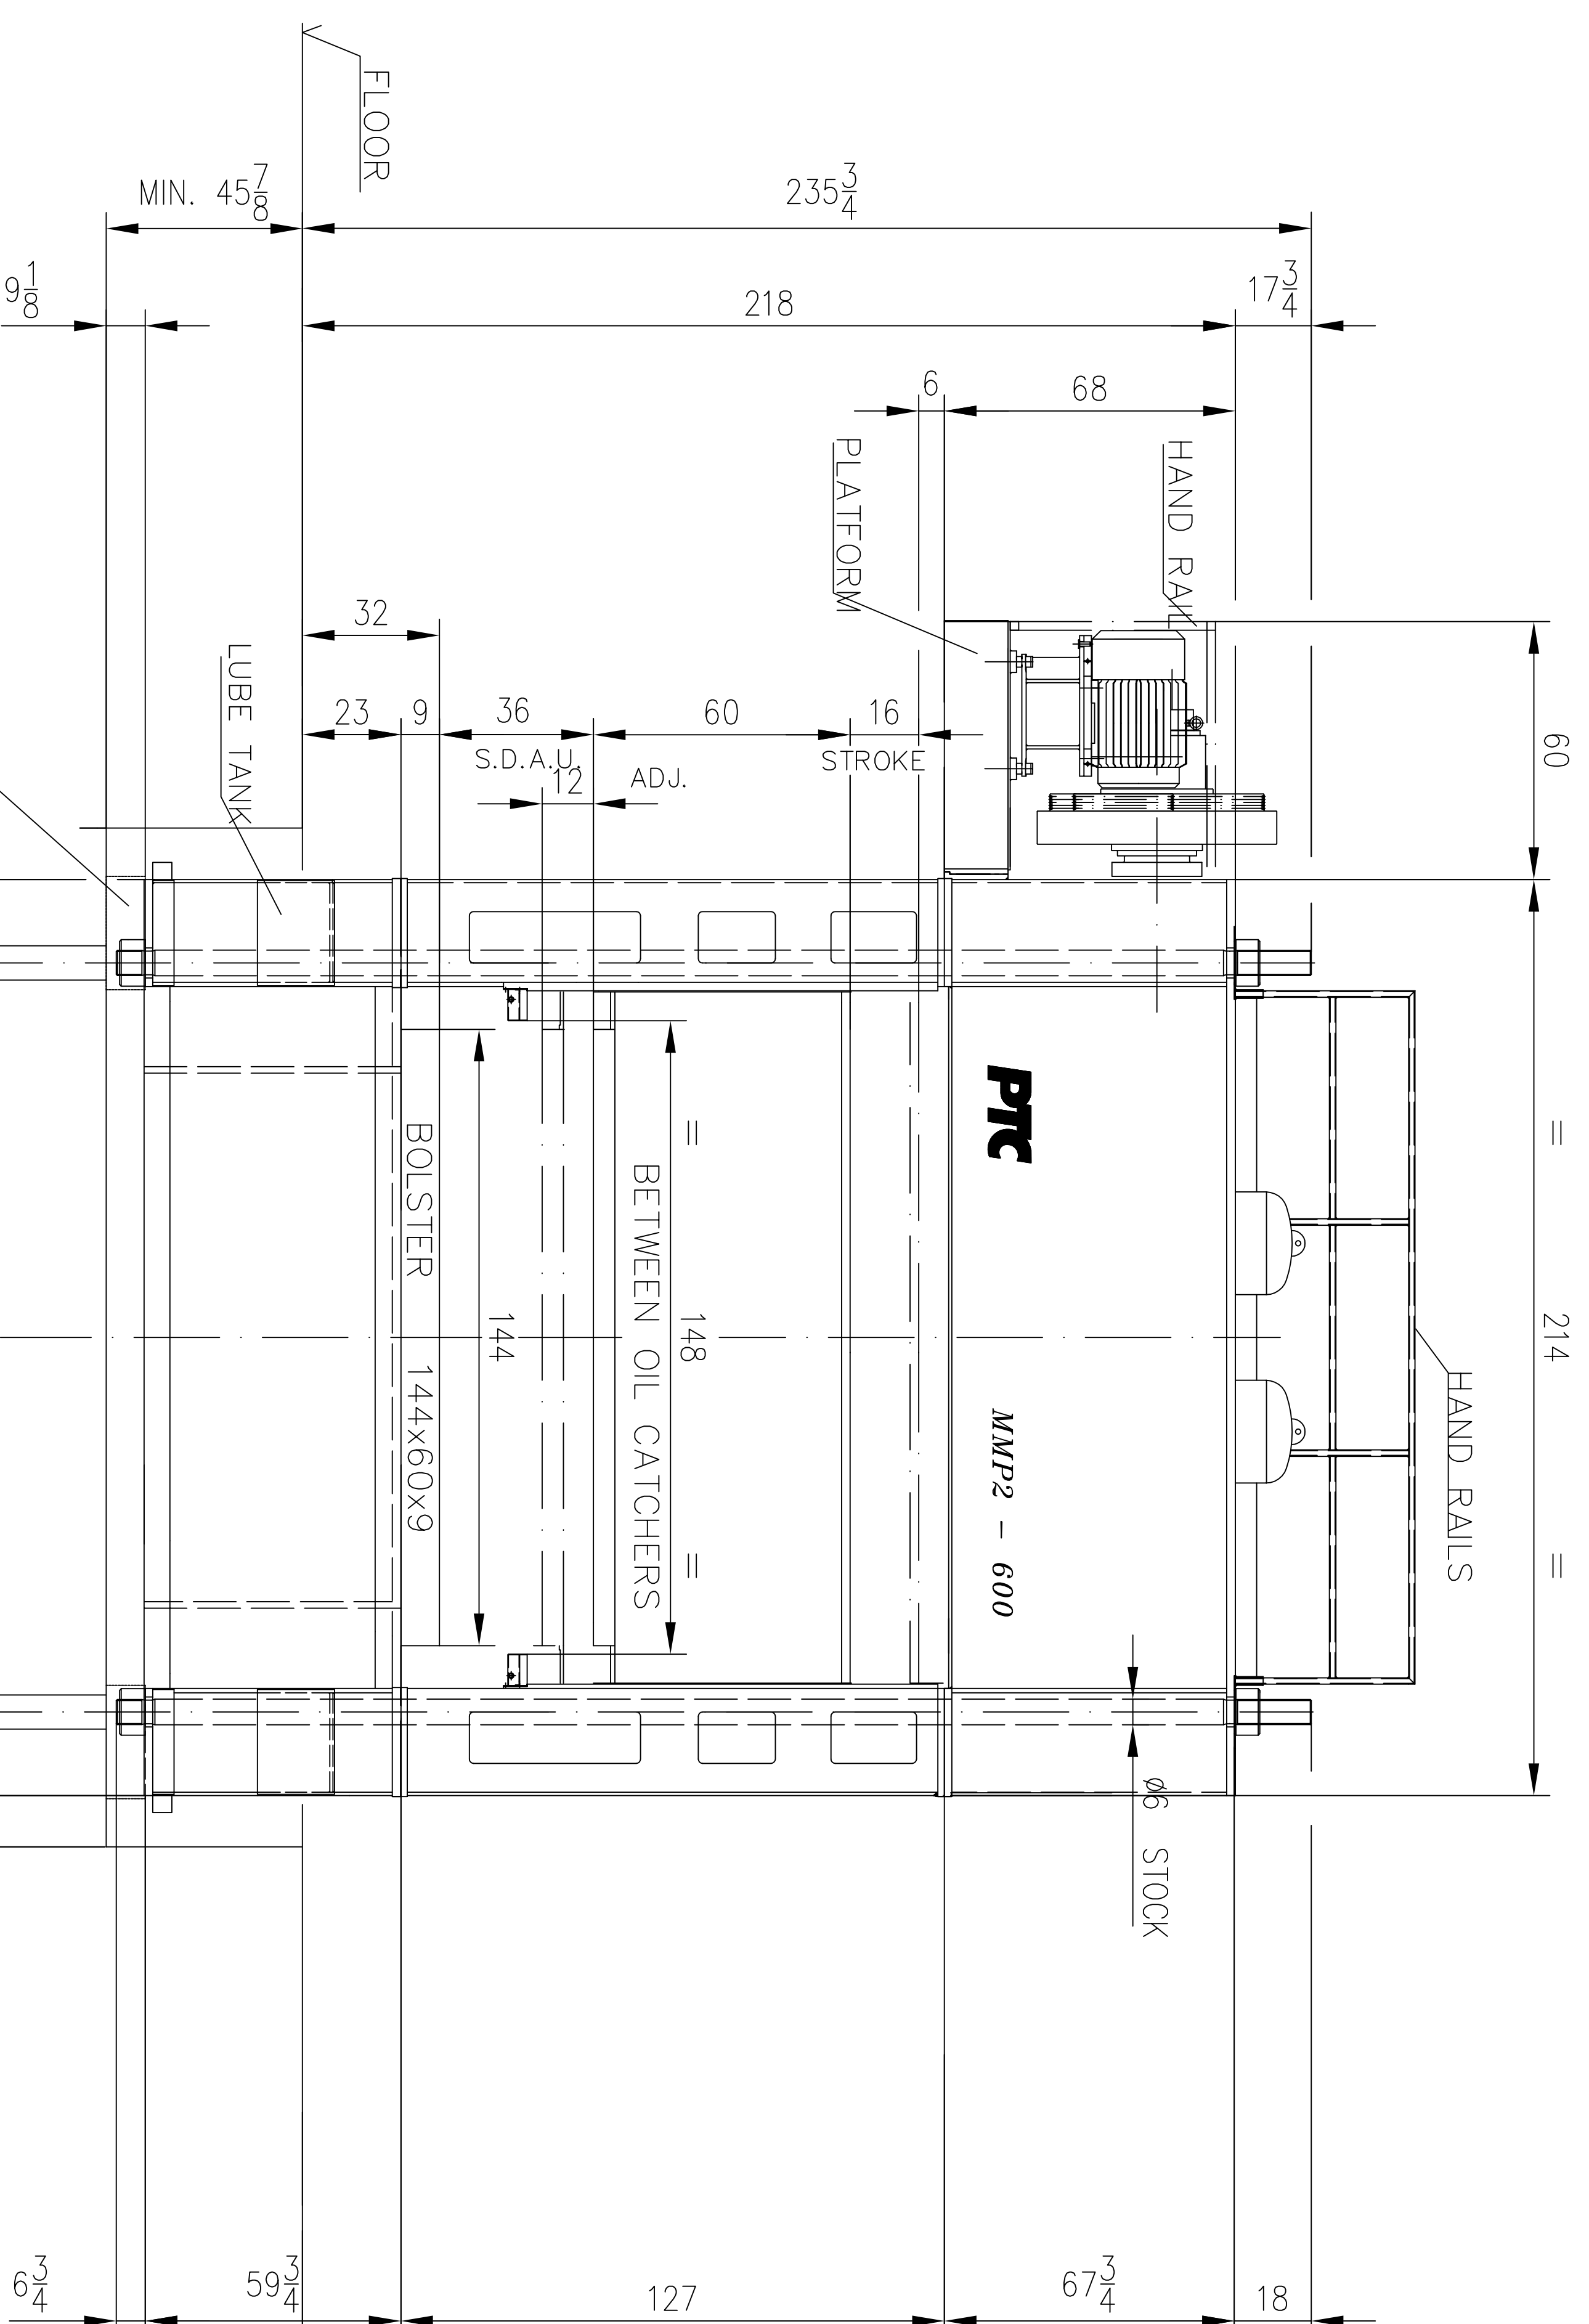 FLOOR
MIN. 45 7/8
235 3/4
9 1/8
218
17 3/4
6
68
PLATFORM
HAND RAIL
32
LUBE TANK
23
9
36
60
16
S.D.A.U.
12
ADJ.
STROKE
60
=
214
=
HAND RAILS
PTC
MMP2 - 600
=
148
=
BETWEEN OIL CATCHERS
144
BOLSTER 144x60x9
ø6 STOCK
6 3/4
59 3/4
127
67 3/4
18